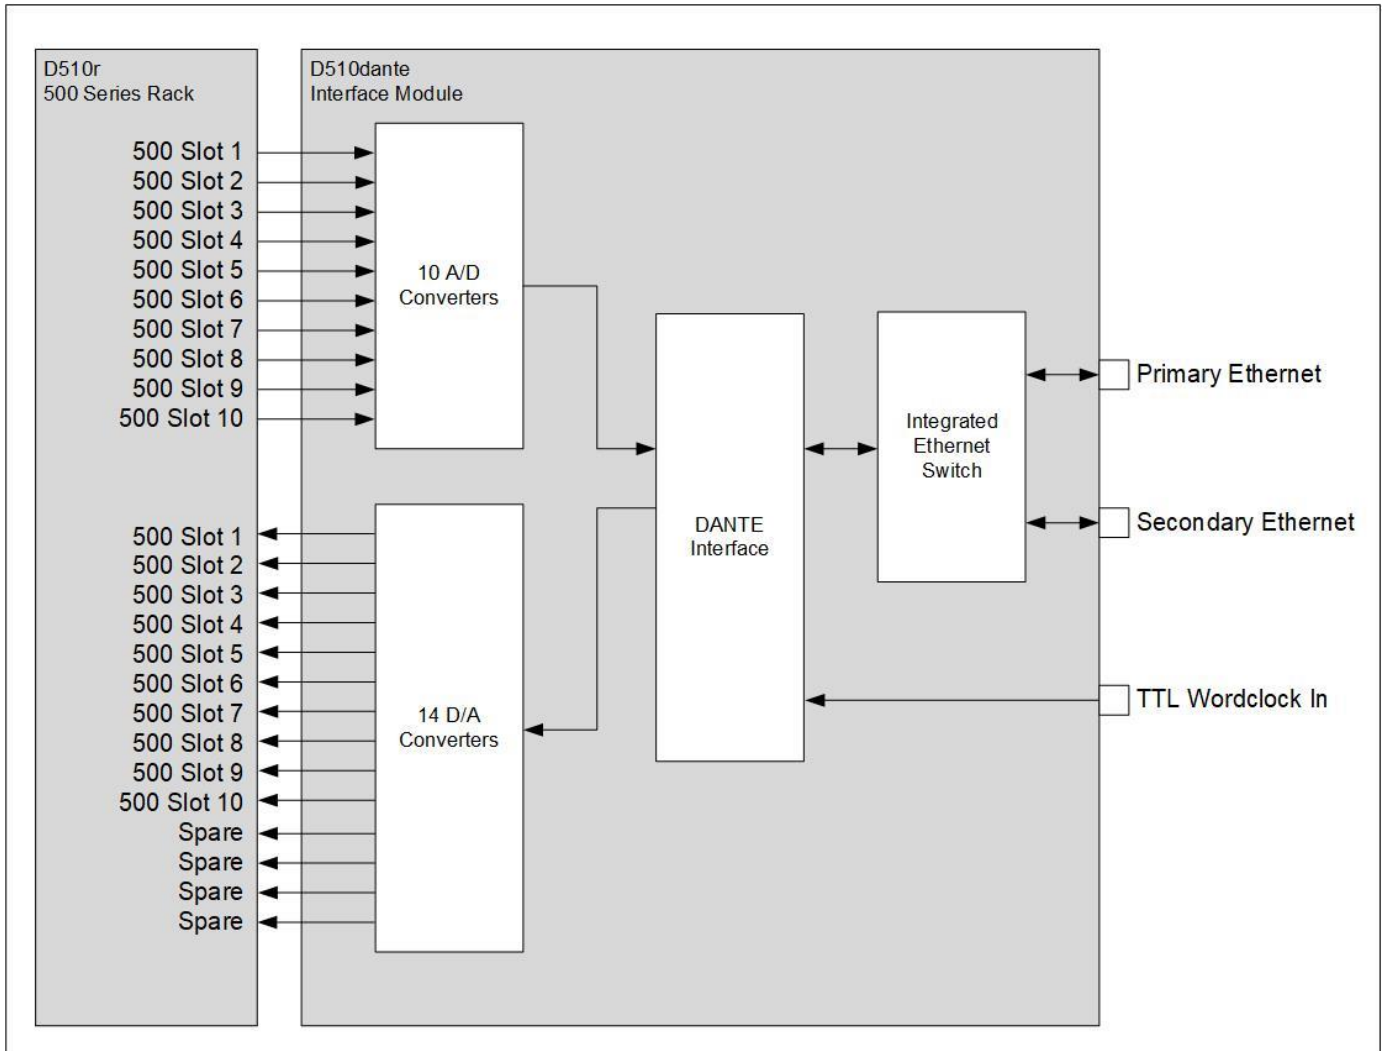 D510r
500 Series Rack
D510dante
Interface Module
500 Slot 1
500 Slot 2
500 Slot 3
500 Slot 4
500 Slot 5
500 Slot 6
500 Slot 7
500 Slot 8
500 Slot 9
500 Slot 10
10 A/D
Converters
Primary Ethernet
Integrated
Ethernet
Switch
Secondary Ethernet
DANTE
Interface
500 Slot 1
500 Slot 2
500 Slot 3
500 Slot 4
500 Slot 5
500 Slot 6
500 Slot 7
500 Slot 8
500 Slot 9
500 Slot 10
Spare
Spare
Spare
Spare
14 D/A
Converters
TTL Wordclock In